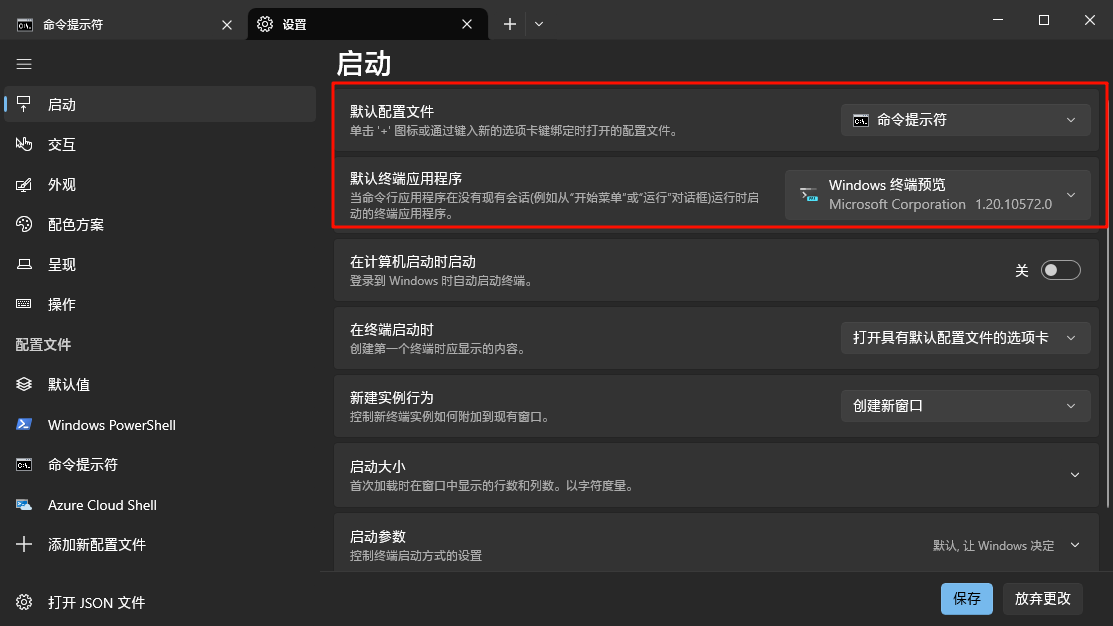 命令提示符
设置
启动
交互
外观
配色方案
呈现
操作
配置文件
默认值
Windows PowerShell
命令提示符
Azure Cloud Shell
添加新配置文件
打开 JSON 文件
启动
默认配置文件
单击 '+' 图标或通过键入新的选项卡键绑定时打开的配置文件。
命令提示符
默认终端应用程序
当命令行应用程序在没有现有会话(例如从“开始菜单”或“运行”对话框)运行时启
动的终端应用程序。
Windows 终端预览
Microsoft Corporation 1.20.10572.0
在计算机启动时启动
登录到 Windows 时自动启动终端。
关
在终端启动时
创建第一个终端时应显示的内容。
打开具有默认配置文件的选项卡
新建实例行为
控制新终端实例如何附加到现有窗口。
创建新窗口
启动大小
首次加载时在窗口中显示的行数和列数。以字符度量。
启动参数
控制终端启动方式的设置
默认, 让 Windows 决定
保存
放弃更改